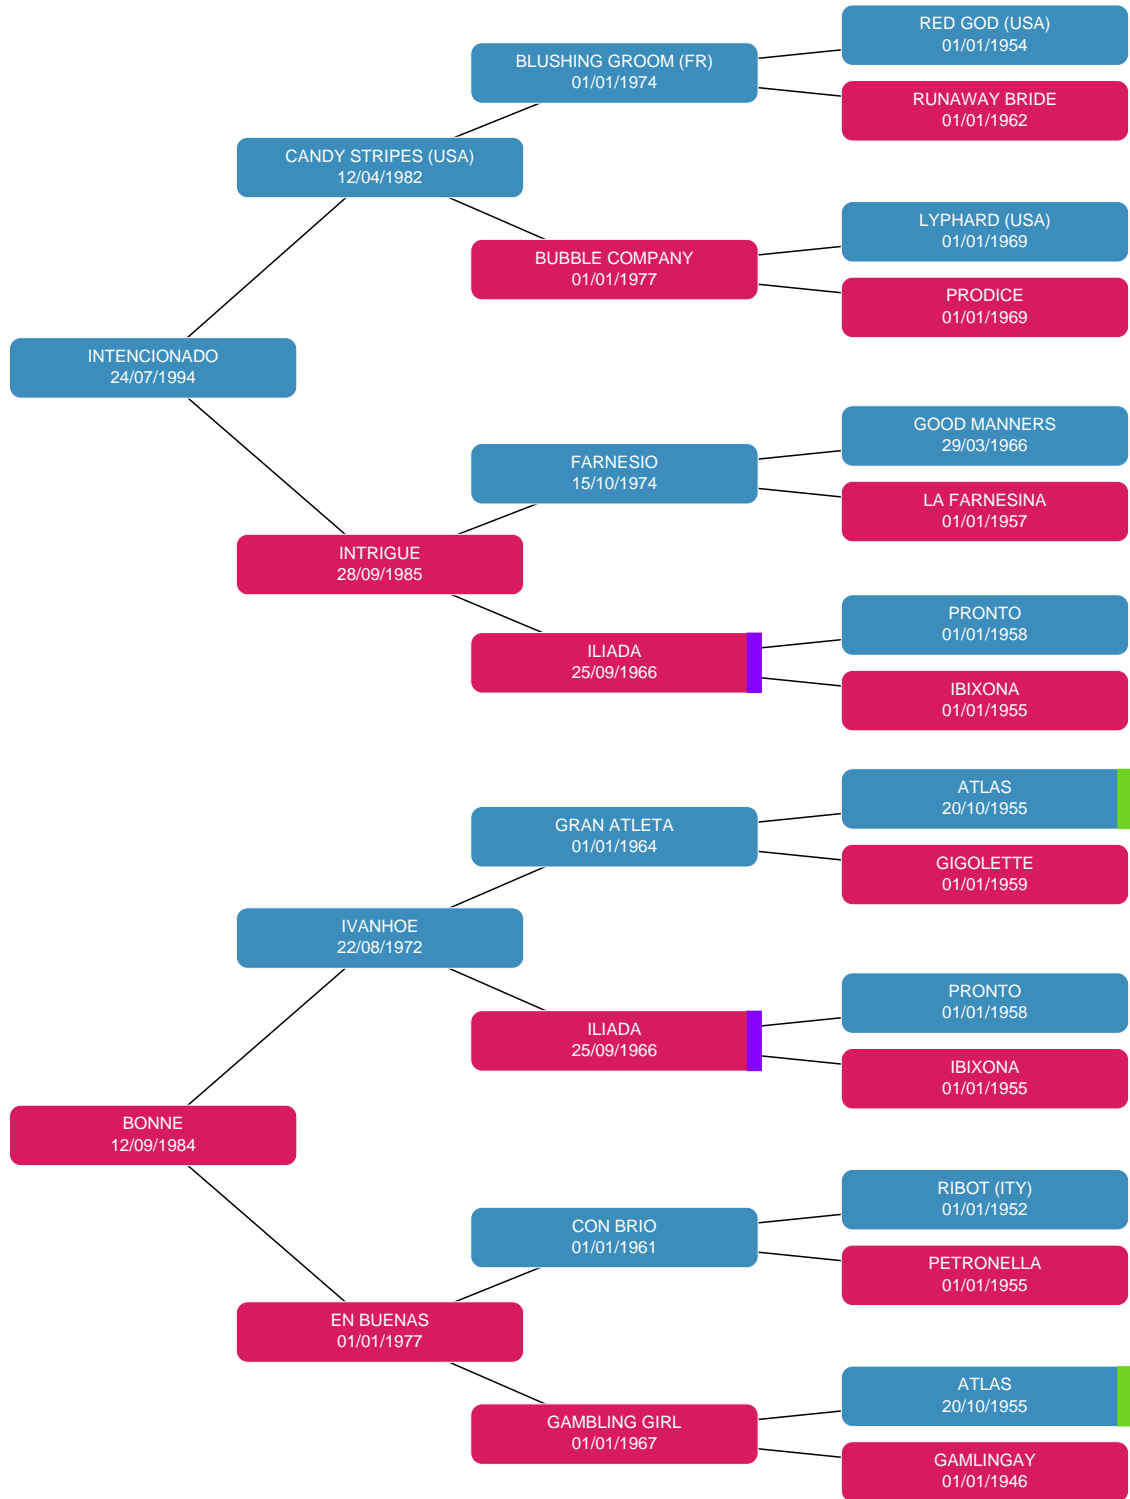 RED GOD (USA)
01/01/1954
BLUSHING GROOM (FR)
01/01/1974
RUNAWAY BRIDE
01/01/1962
CANDY STRIPES (USA)
12/04/1982
LYPHARD (USA)
01/01/1969
BUBBLE COMPANY
01/01/1977
PRODICE
01/01/1969
INTENCIONADO
24/07/1994
GOOD MANNERS
29/03/1966
FARNESIO
15/10/1974
LA FARNESINA
01/01/1957
INTRIGUE
28/09/1985
PRONTO
01/01/1958
ILIADA
25/09/1966
IBIXONA
01/01/1955
ATLAS
20/10/1955
GRAN ATLETA
01/01/1964
GIGOLETTE
01/01/1959
IVANHOE
22/08/1972
PRONTO
01/01/1958
ILIADA
25/09/1966
IBIXONA
01/01/1955
BONNE
12/09/1984
RIBOT (ITY)
01/01/1952
CON BRIO
01/01/1961
PETRONELLA
01/01/1955
EN BUENAS
01/01/1977
ATLAS
20/10/1955
GAMBLING GIRL
01/01/1967
GAMLINGAY
01/01/1946